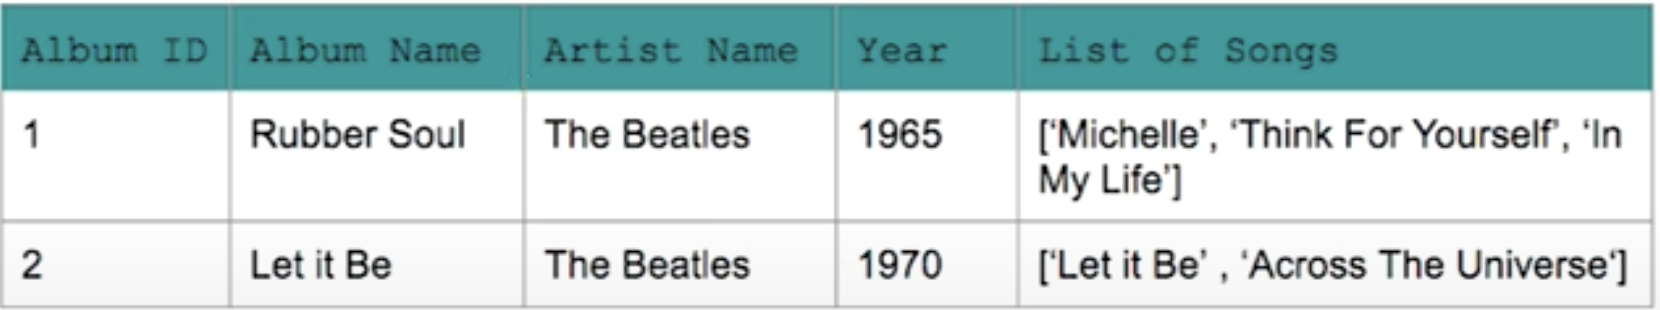 Album ID Album Name Artist Name Year List of Songs
1 Rubber Soul The Beatles 1965 [‘Michelle’, ‘Think For Yourself’, ‘In
My Life’]
2 Let it Be The Beatles 1970 [‘Let it Be’ , ‘Across The Universe‘]